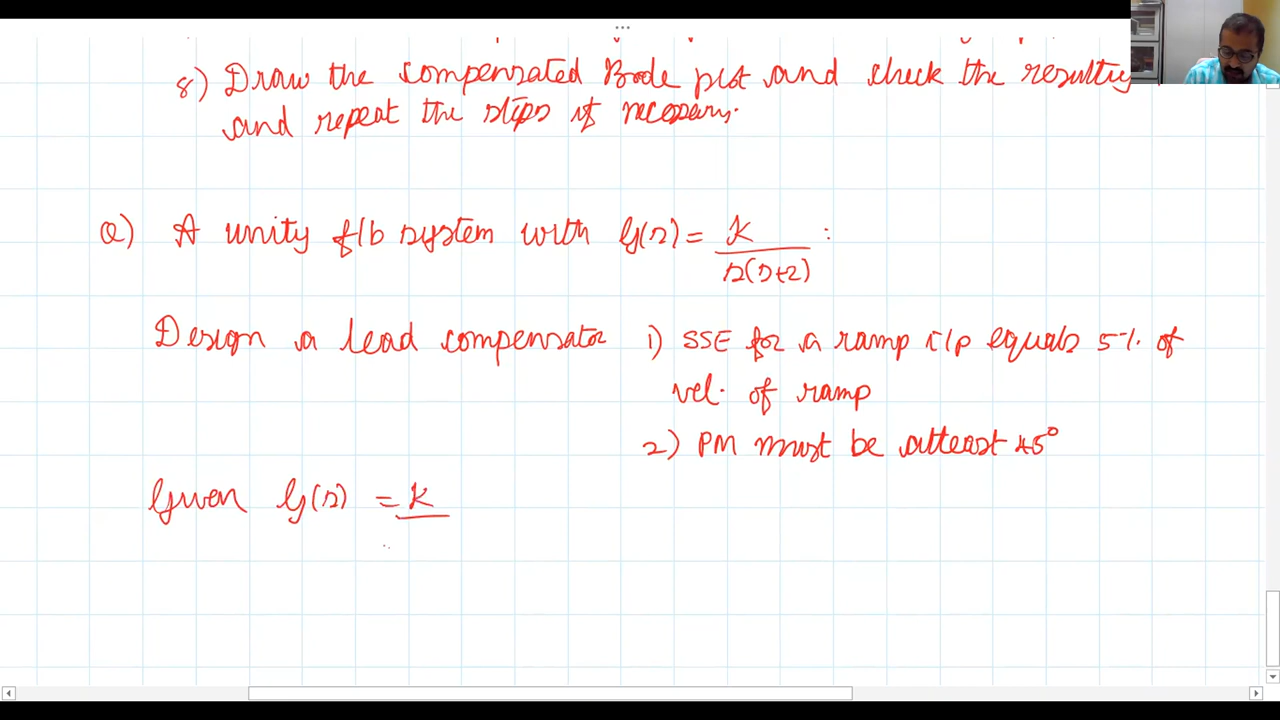 8) Draw the compensated Bode plot and check the resulting
and repeat the steps if necessary.
Q) A unity f/b system with G(s) = K / s(s+2) :
Design a lead compensator 1) SSE for a ramp i/p equals 5% of
vel. of ramp
2) PM must be atleast 45°
Given G(s) = K